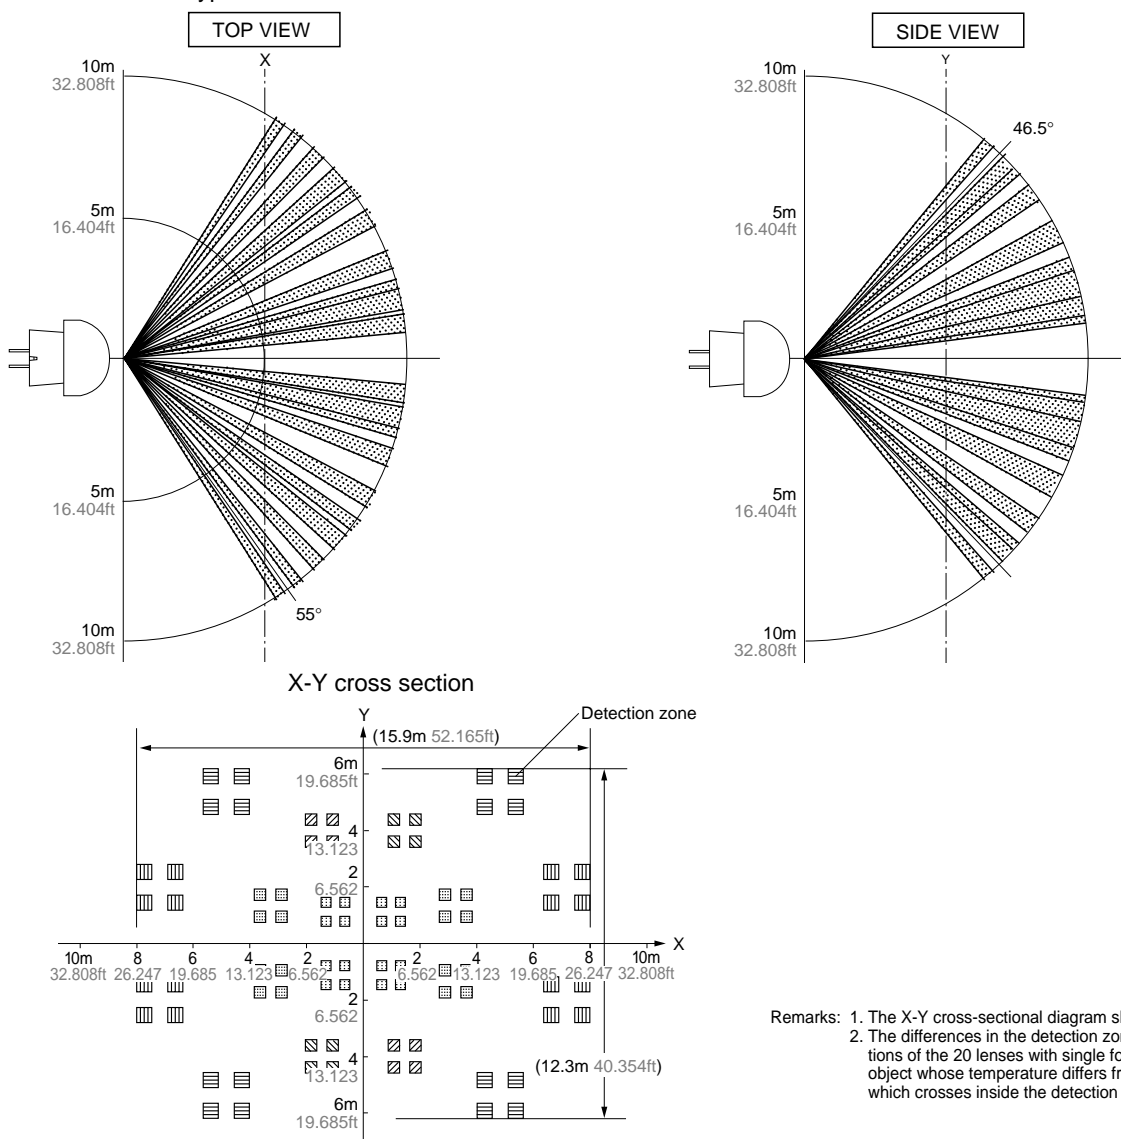 TOP VIEW
X
10m
32.808ft
5m
16.404ft
5m
16.404ft
10m
32.808ft
55°
SIDE VIEW
Y
10m
32.808ft
46.5°
5m
16.404ft
5m
16.404ft
10m
32.808ft
X-Y cross section
Y
Detection zone
(15.9m 52.165ft)
6m
19.685ft
4
13.123
2
6.562
X
10m 8 6 4 2 2 4 6 8 10m
32.808ft 26.247 19.685 13.123 6.562 6.562 13.123 19.685 26.247 32.808ft
2
6.562
4
13.123
(12.3m 40.354ft)
6m
19.685ft
Remarks: 1. The X-Y cross-sectional diagram
2. The differences in the detection
tions of the 20 lenses with single
object whose temperature differs
which crosses inside the detection